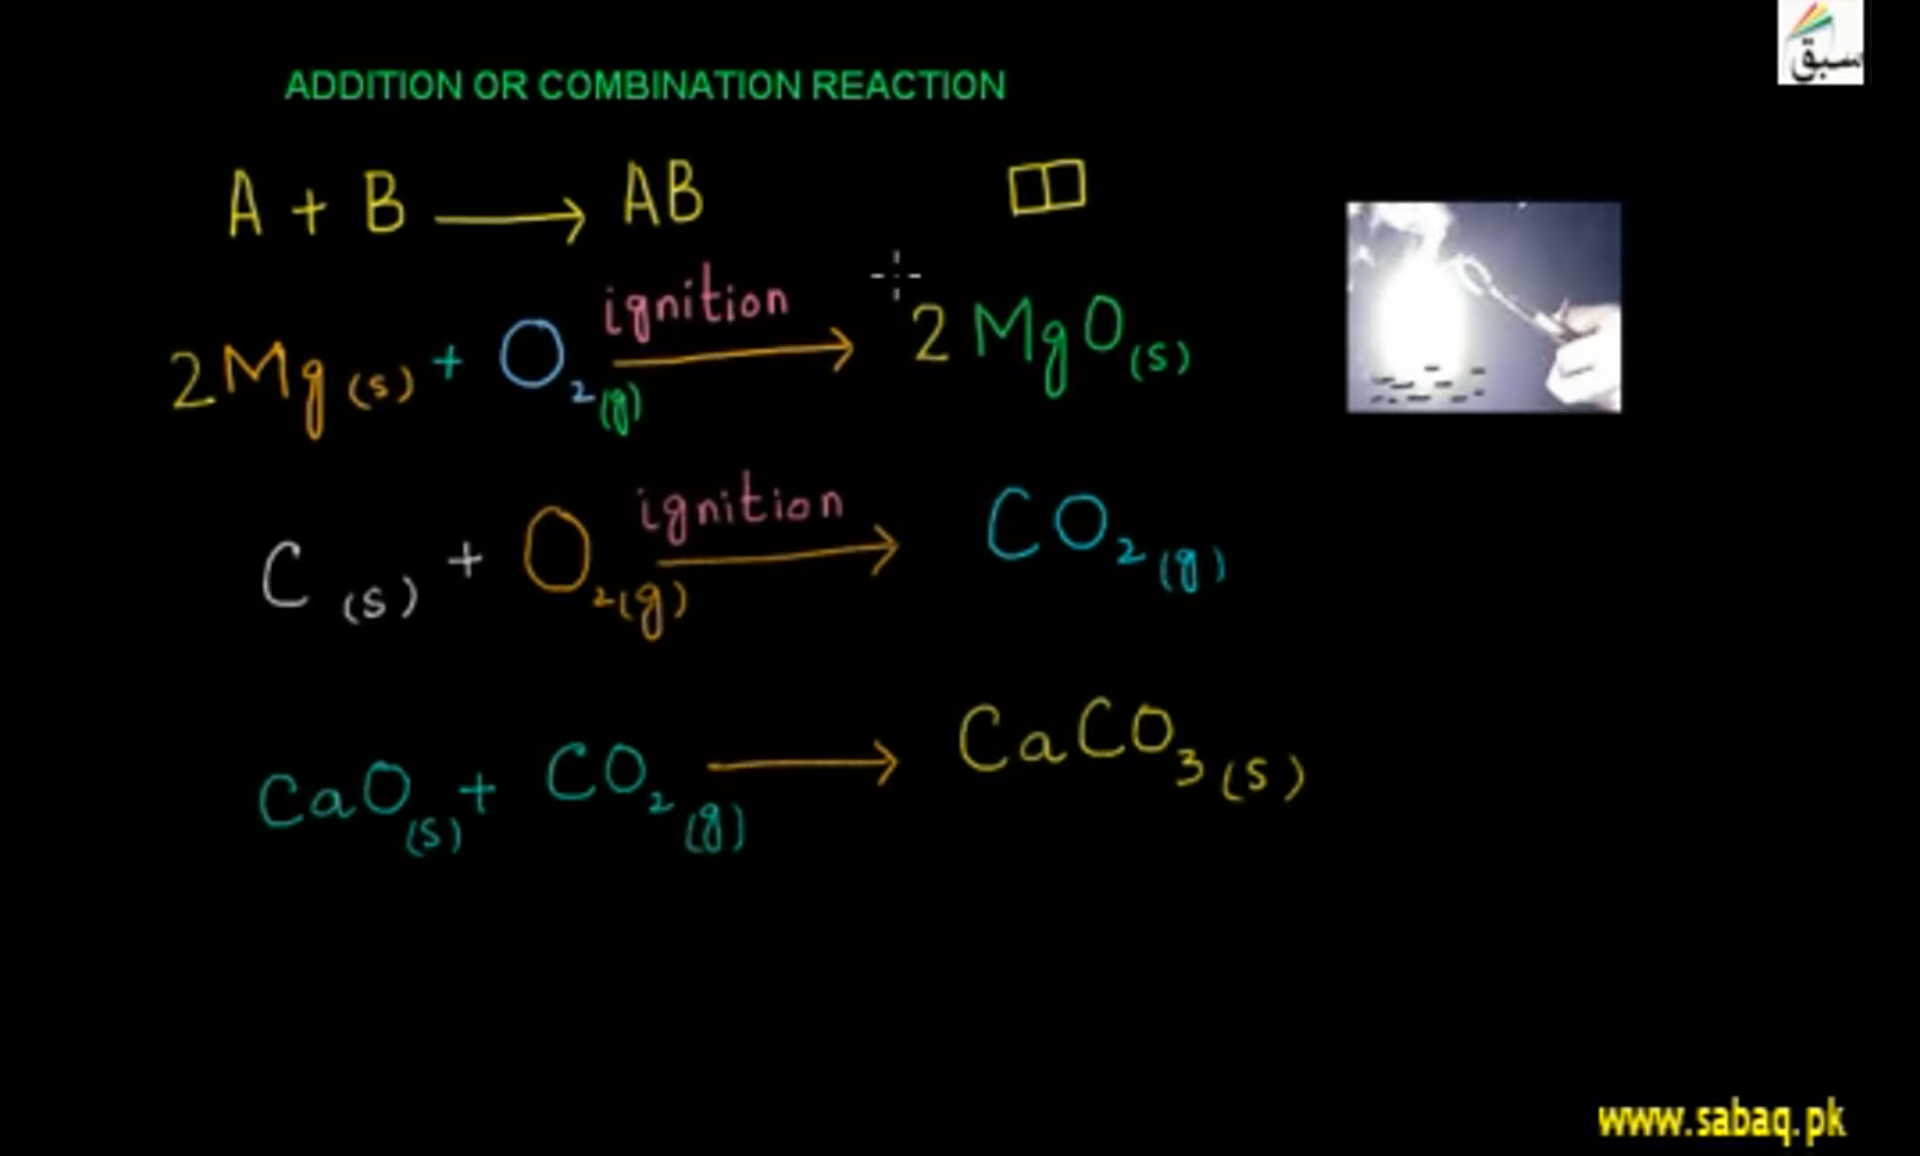 سبق
ADDITION OR COMBINATION REACTION
A + B ⟶ AB
2Mg(s) + O₂(g) ignition ⟶ 2MgO(s)
C(s) + O₂(g) ignition ⟶ CO₂(g)
CaO(s) + CO₂(g) ⟶ CaCO₃(s)
www.sabaq.pk